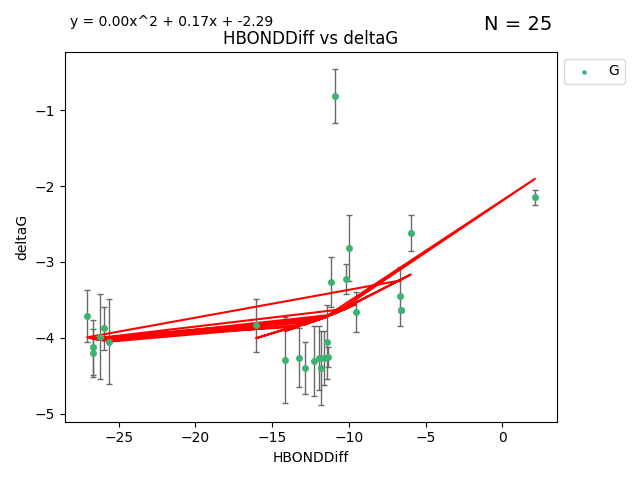 y = 0.00x^2 + 0.17x + -2.29
N = 25
HBONDDiff vs deltaG
G
deltaG
−1
−2
−3
−4
−5
−25
−20
−15
−10
−5
0
HBONDDiff